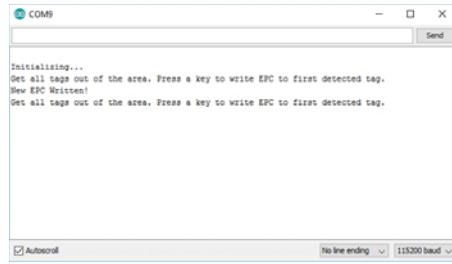 COM9
Send
Initializing...
Get all tags out of the area. Press a key to write EPC to first detected tag.
New EPC Written!
Get all tags out of the area. Press a key to write EPC to first detected tag.
Autoscroll
No line ending
115200 baud